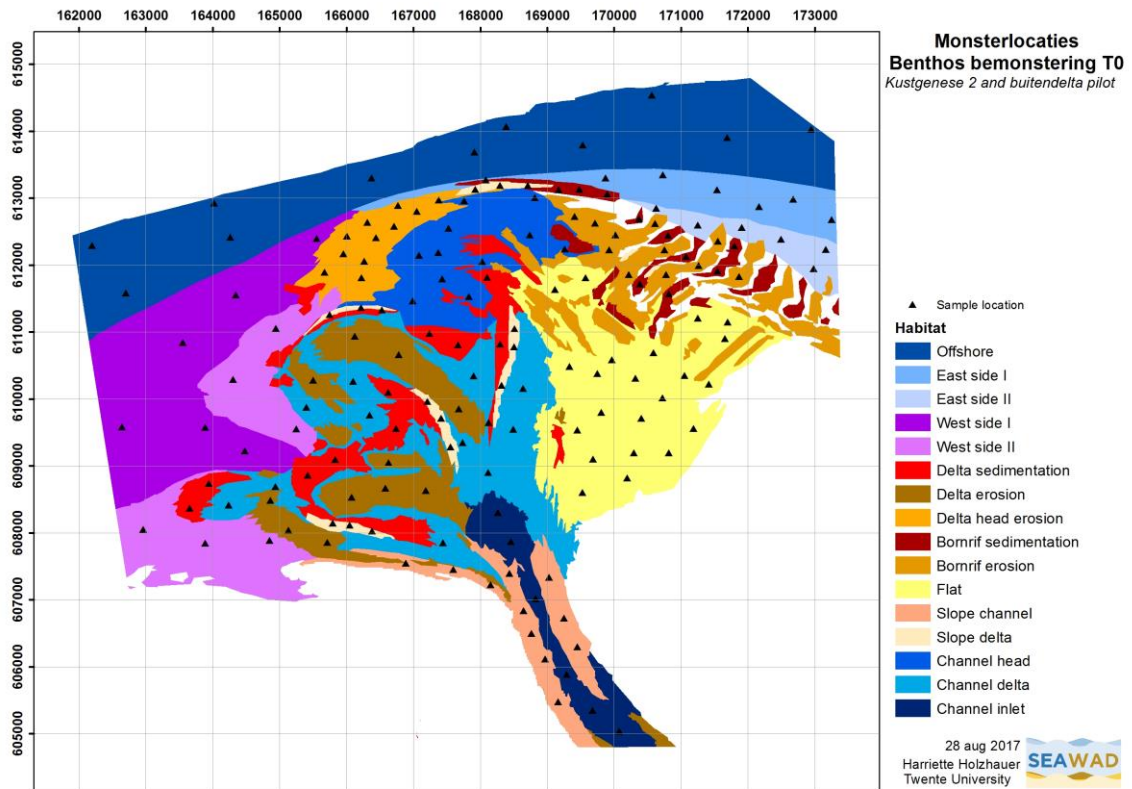 162000 163000 164000 165000 166000 167000 168000 169000 170000 171000 172000 173000
Monsterlocaties
Benthos bemonstering T0
Kustgenese 2 and buitendelta pilot
615000
614000
613000
612000
611000
610000
609000
608000
607000
606000
605000
Sample location
Habitat
Offshore
East side I
East side II
West side I
West side II
Delta sedimentation
Delta erosion
Delta head erosion
Bornrif sedimentation
Bornrif erosion
Flat
Slope channel
Slope delta
Channel head
Channel delta
Channel inlet
28 aug 2017
Harriette Holzhauer
Twente University
SEAWAD